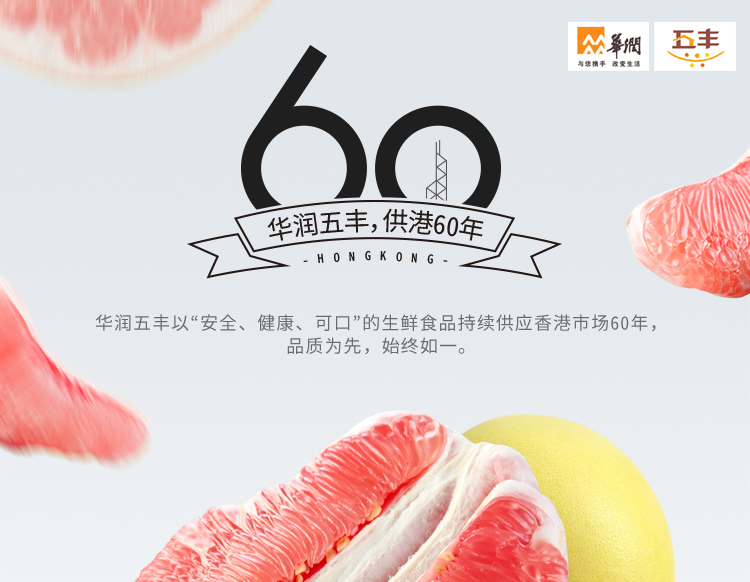 華潤
与您携手 改变生活
五丰
60
华润五丰，供港60年
-HONGKONG-
华润五丰以“安全、健康、可口”的生鲜食品持续供应香港市场60年，
品质为先，始终如一。